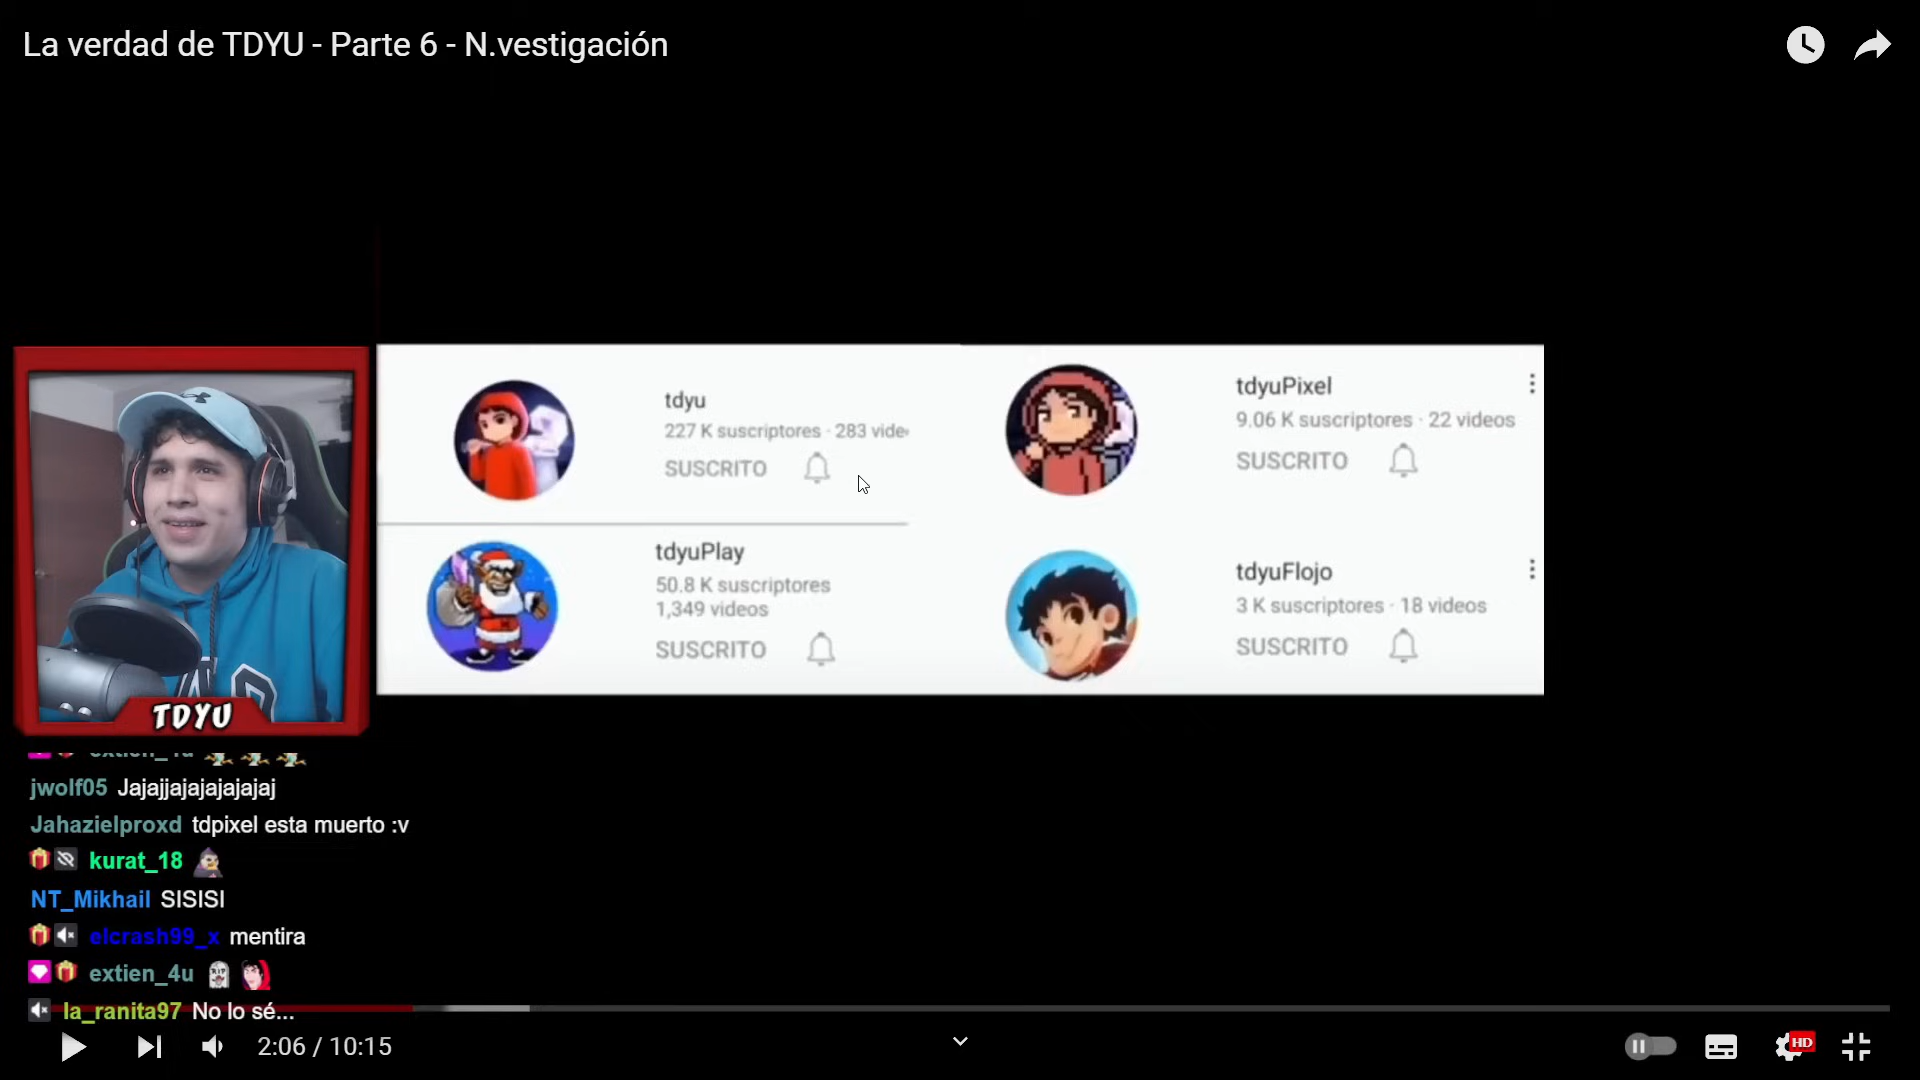 La verdad de TDYU - Parte 6 - N.vestigación
tdyu
227 K suscriptores · 283 vide
SUSCRITO
tdyuPixel
9.06 K suscriptores · 22 videos
SUSCRITO
tdyuPlay
50.8 K suscriptores
1,349 videos
SUSCRITO
tdyuFlojo
3 K suscriptores · 18 videos
SUSCRITO
TDYU
extien_4u
jwolf05 Jajajjajajajajajaj
Jahazielproxd tdpixel esta muerto :v
kurat_18
NT_Mikhail SISISI
elcrash99_x mentira
extien_4u
la_ranita97 No lo sé...
2:06 / 10:15
HD